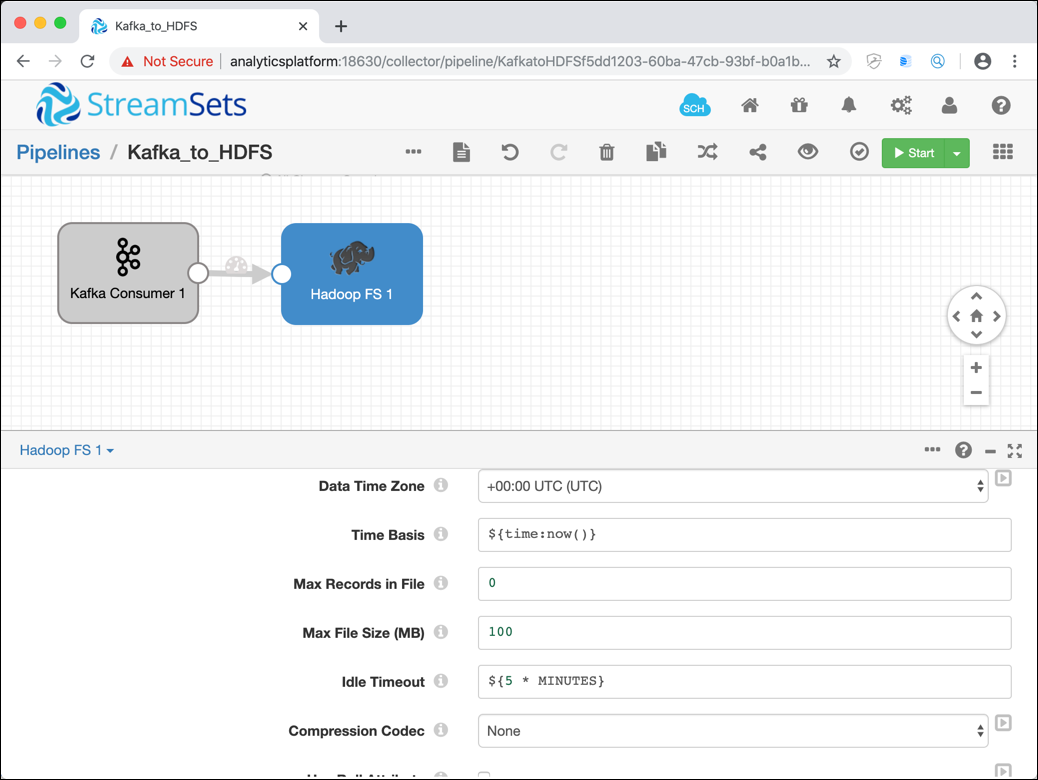 Kafka_to_HDFS
Not Secure analyticsplatform:18630/collector/pipeline/KafkatoHDFSf5dd1203-60ba-47cb-93bf-b0a1b...
StreamSets
SCH
Pipelines / Kafka_to_HDFS
Start
Kafka Consumer 1
Hadoop FS 1
Hadoop FS 1
Data Time Zone +00:00 UTC (UTC)
Time Basis ${time:now()}
Max Records in File 0
Max File Size (MB) 100
Idle Timeout ${5 * MINUTES}
Compression Codec None